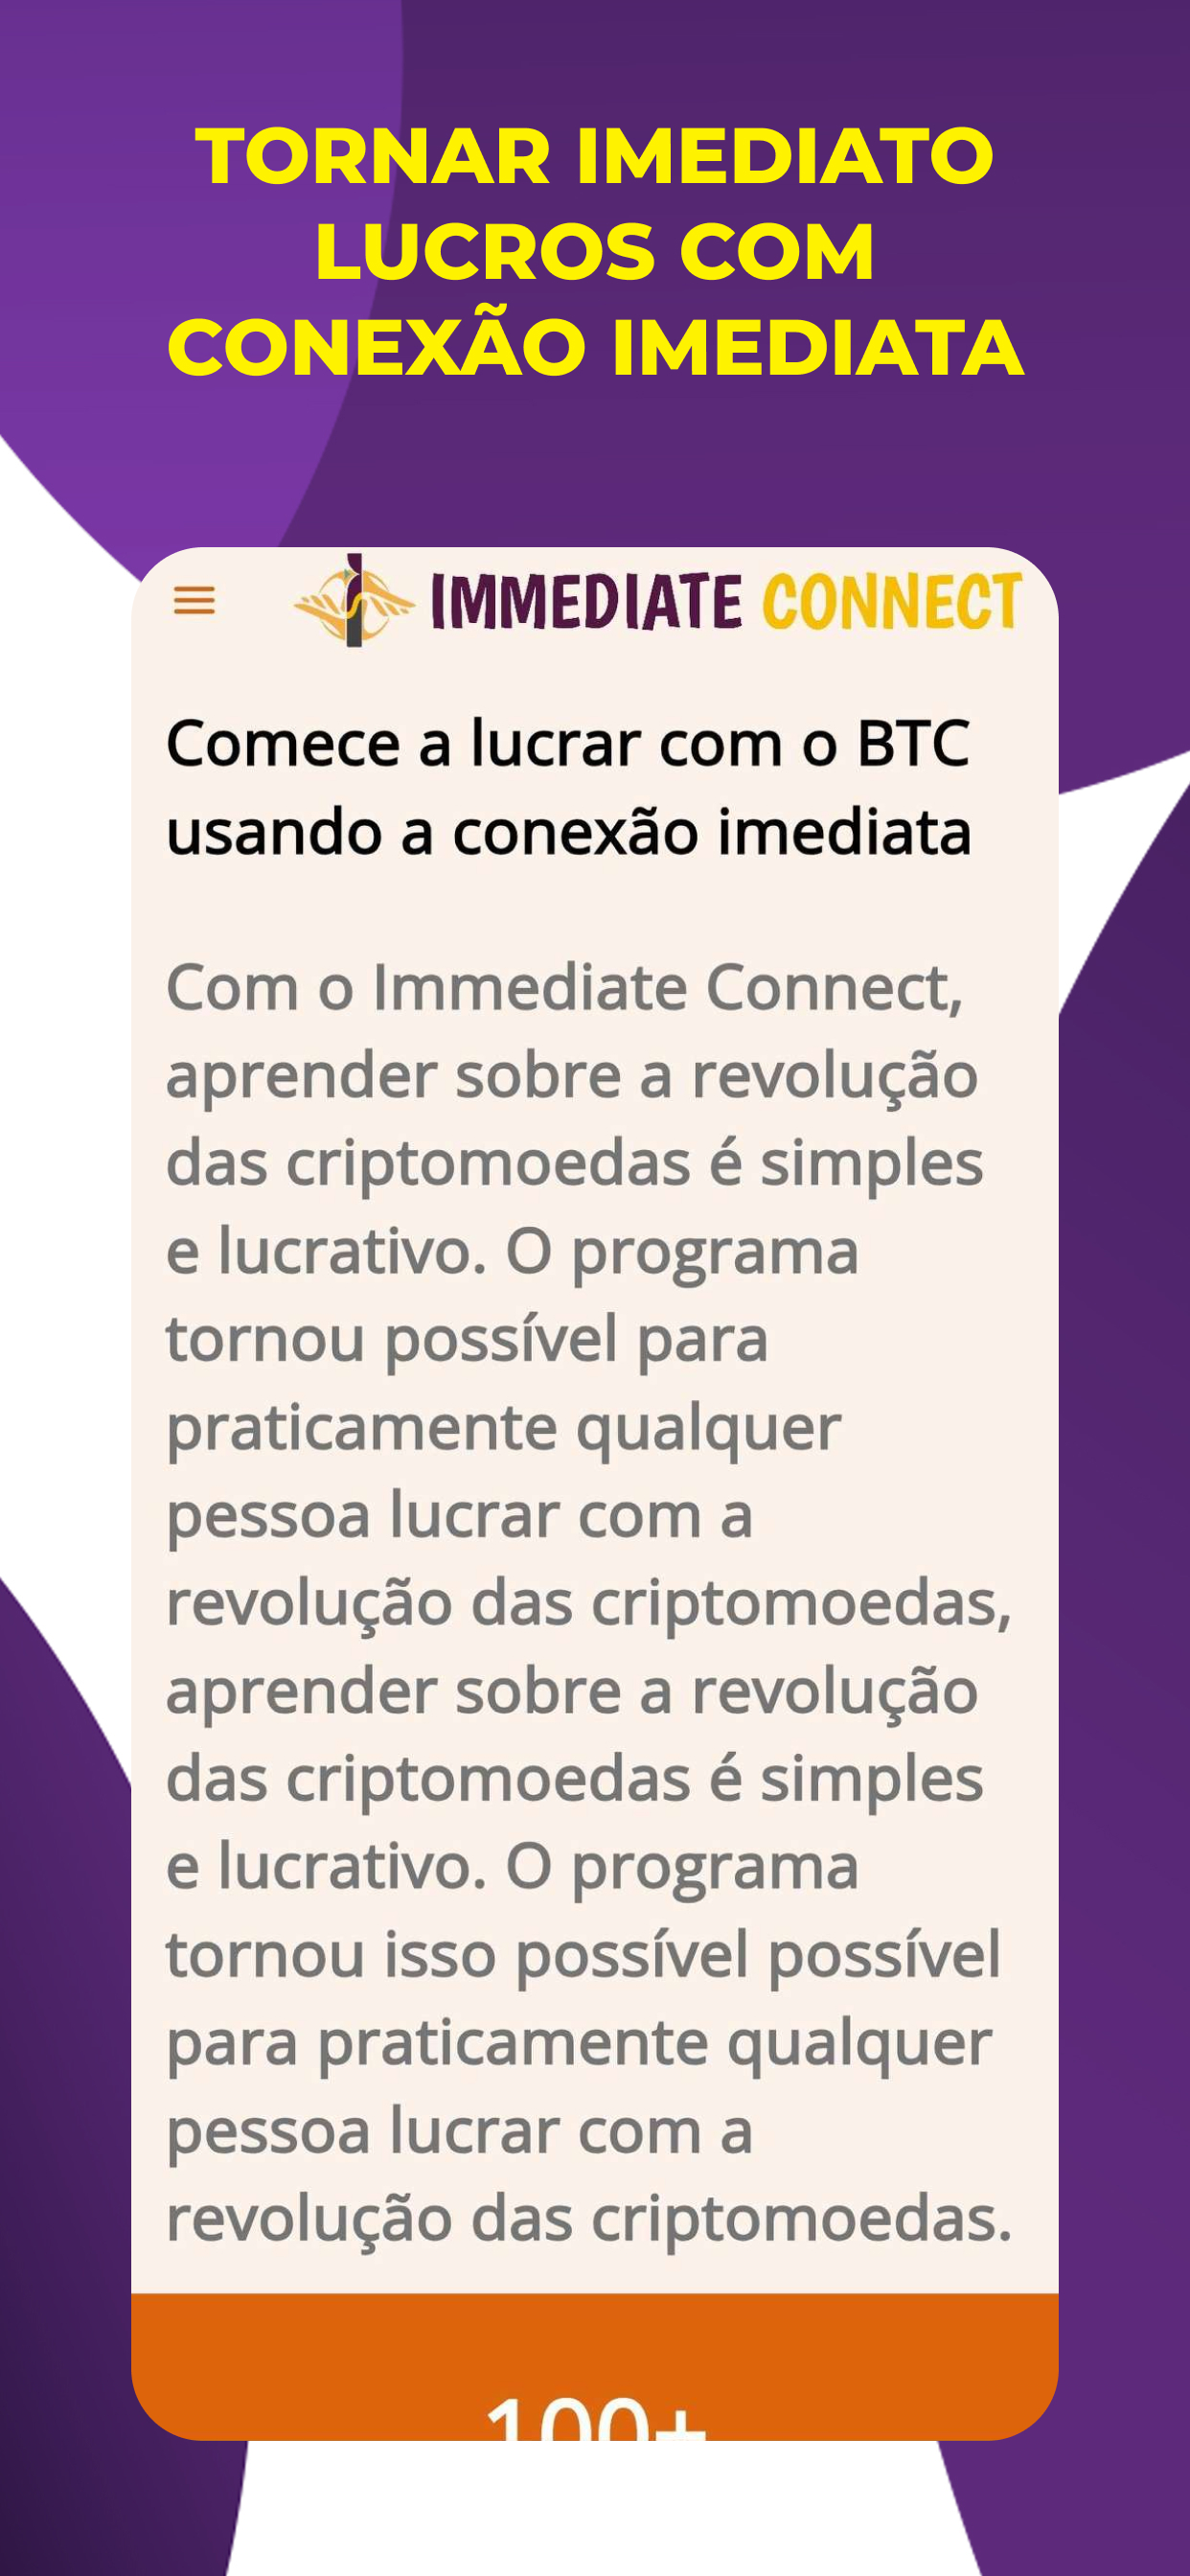 TORNAR IMEDIATO
LUCROS COM
CONEXÃO IMEDIATA
IMMEDIATE CONNECT
Comece a lucrar com o BTC
usando a conexão imediata
Com o Immediate Connect,
aprender sobre a revolução
das criptomoedas é simples
e lucrativo. O programa
tornou possível para
praticamente qualquer
pessoa lucrar com a
revolução das criptomoedas,
aprender sobre a revolução
das criptomoedas é simples
e lucrativo. O programa
tornou isso possível possível
para praticamente qualquer
pessoa lucrar com a
revolução das criptomoedas.
100+